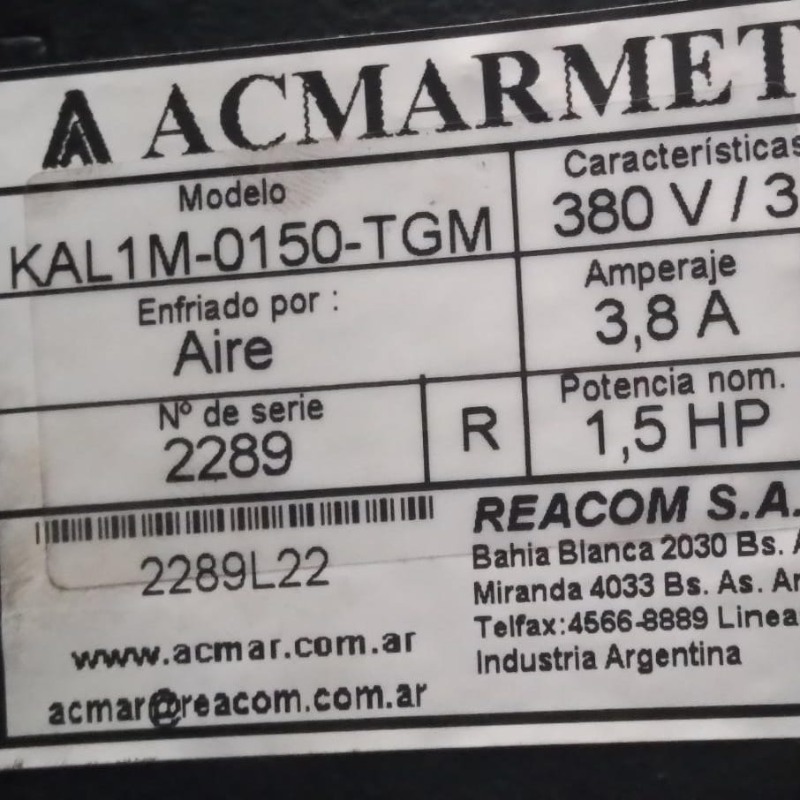 ACMARMET
Modelo
KAL1M-0150-TGM
Características
380 V / 3
Enfriado por :
Aire
Amperaje
3,8 A
Nº de serie
2289
R
Potencia nom.
1,5 HP
2289L22
www.acmar.com.ar
acmar@reacom.com.ar
REACOM S.A.
Bahia Blanca 2030 Bs.
Miranda 4033 Bs. As. Ar
Telfax:4566-8889 Linea
Industria Argentina